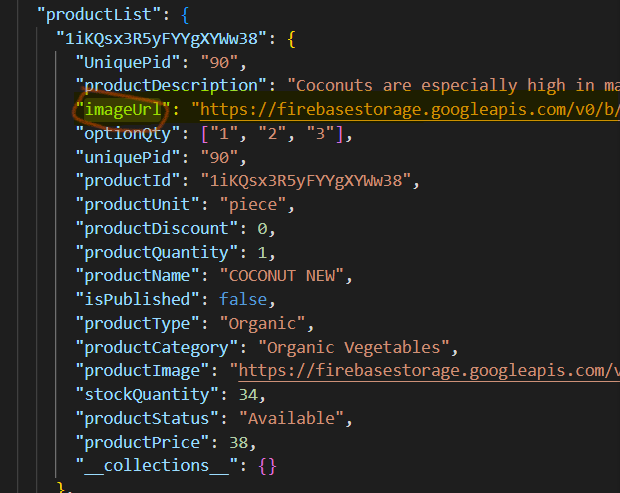 "productList": {
"1iKQsx3R5yFYYgXYWw38": {
"UniquePid": "90",
"productDescription": "Coconuts are especially high in ma
"imageUrl": "https://firebasestorage.googleapis.com/v0/b/
"optionQty": ["1", "2", "3"],
"uniquePid": "90",
"productId": "1iKQsx3R5yFYYgXYWw38",
"productUnit": "piece",
"productDiscount": 0,
"productQuantity": 1,
"productName": "COCONUT NEW",
"isPublished": false,
"productType": "Organic",
"productCategory": "Organic Vegetables",
"productImage": "https://firebasestorage.googleapis.com/v
"stockQuantity": 34,
"productStatus": "Available",
"productPrice": 38,
"__collections__": {}
},